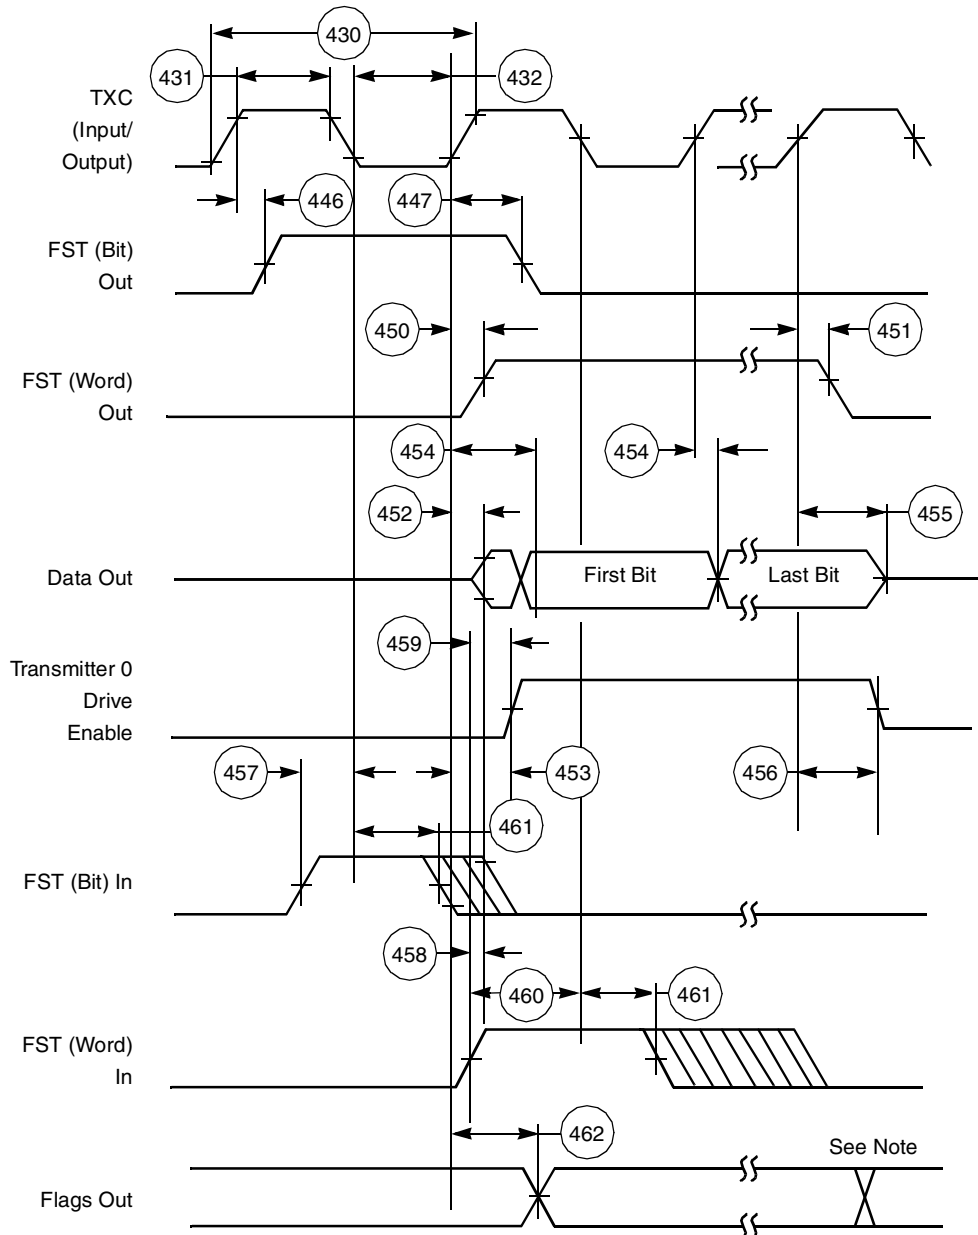 430
431
432
TXC
(Input/
Output)
446
447
FST (Bit)
Out
450
451
FST (Word)
Out
454
454
452
455
Data Out
First Bit
Last Bit
459
Transmitter 0
Drive
Enable
457
453
456
461
FST (Bit) In
458
460
461
FST (Word)
In
462
See Note
Flags Out